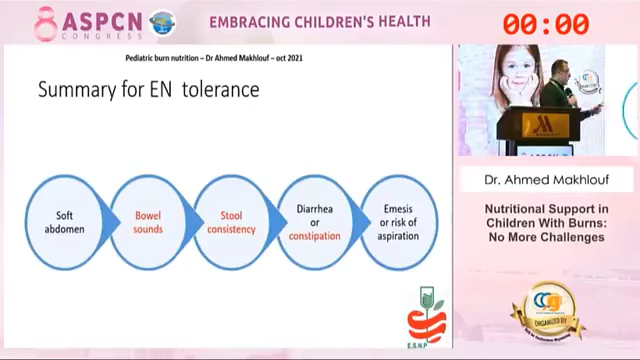 8 ASPCN
CONGRESS
EMBRACING CHILDREN'S HEALTH
00:00
Pediatric burn nutrition – Dr Ahmed Makhlouf – oct 2021
Summary for EN tolerance
Soft
abdomen
Bowel
sounds
Stool
consistency
Diarrhea
or
constipation
Emesis
or risk of
aspiration
E.S.N.P
MARRIOTT
Dr. Ahmed Makhlouf
Nutritional Support in
Children With Burns:
No More Challenges
ORGANIZED BY